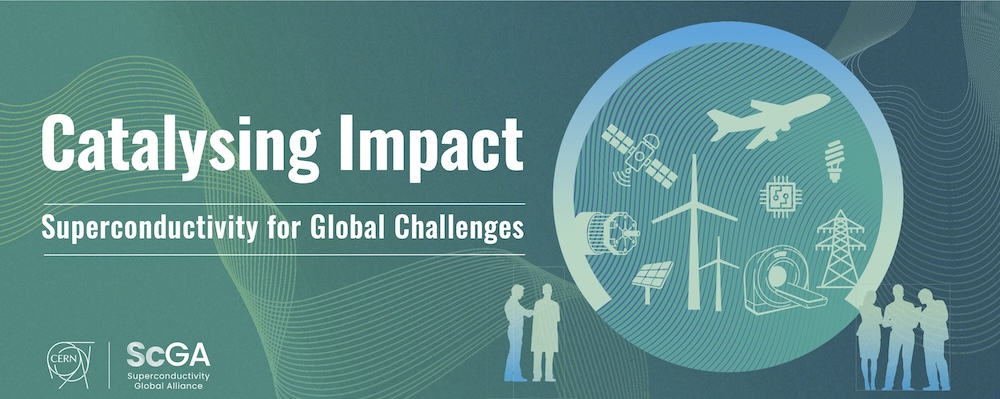 Catalysing Impact
Superconductivity for Global Challenges
CERN
ScGA
Superconductivity
Global Alliance